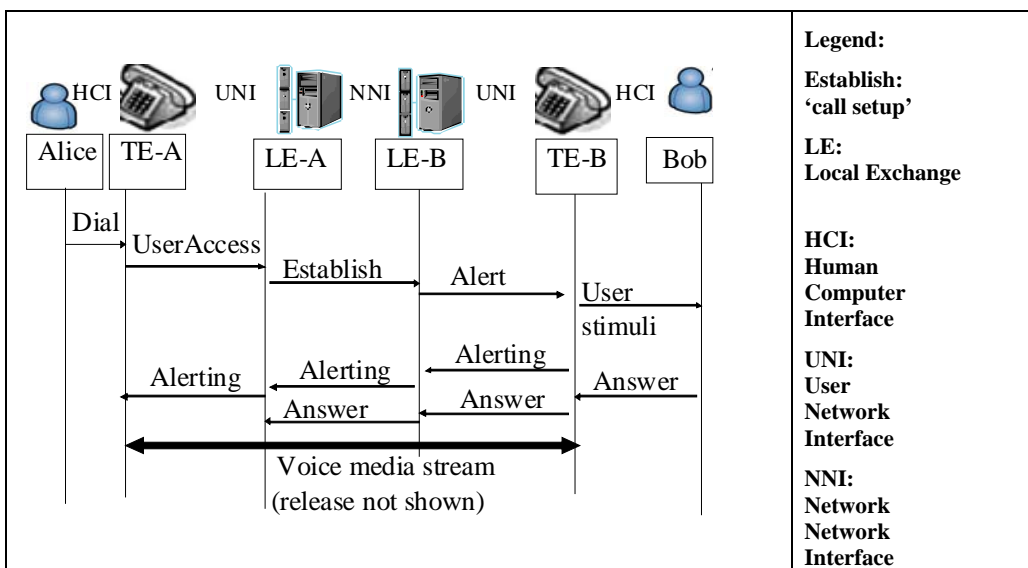 HCI UNI NNI UNI HCI
Alice TE-A LE-A LE-B TE-B Bob
Dial
UserAccess
Establish
Alert
User
stimuli
Alerting
Alerting
Alerting
Answer
Answer
Answer
Voice media stream
(release not shown)
Legend:
Establish:
‘call setup’
LE:
Local Exchange
HCI:
Human
Computer
Interface
UNI:
User
Network
Interface
NNI:
Network
Network
Interface